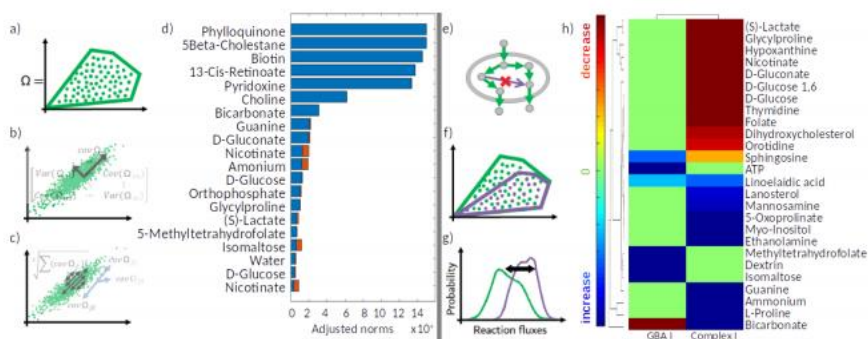 a)
Ω =
b)
c)
d)
Phylloquinone
5Beta-Cholestane
Biotin
13-Cis-Retinoate
Pyridoxine
Choline
Bicarbonate
Guanine
D-Gluconate
Nicotinate
Amonium
D-Glucose
Orthophosphate
Glycylproline
(S)-Lactate
5-Methyltetrahydrofolate
Isomaltose
Water
D-Glucose
Nicotinate
0 2 4 6 8 10 12 14
Adjusted norms
e)
f)
g)
Probability
Reaction fluxes
h)
decrease
0
increase
(S)-Lactate
Glycylproline
Hypoxanthine
Nicotinate
D-Gluconate
D-Glucose 1,6
D-Glucose
Thymidine
Folate
Dihydroxycholesterol
Orotidine
Sphingosine
ATP
Linoelaidic acid
Lanosterol
Mannosamine
5-Oxoprolinate
Myo-Inositol
Ethanolamine
Methyltetrahydrofolate
Dextrin
Isomaltose
Guanine
Ammonium
L-Proline
Bicarbonate
GBA1
Complex I